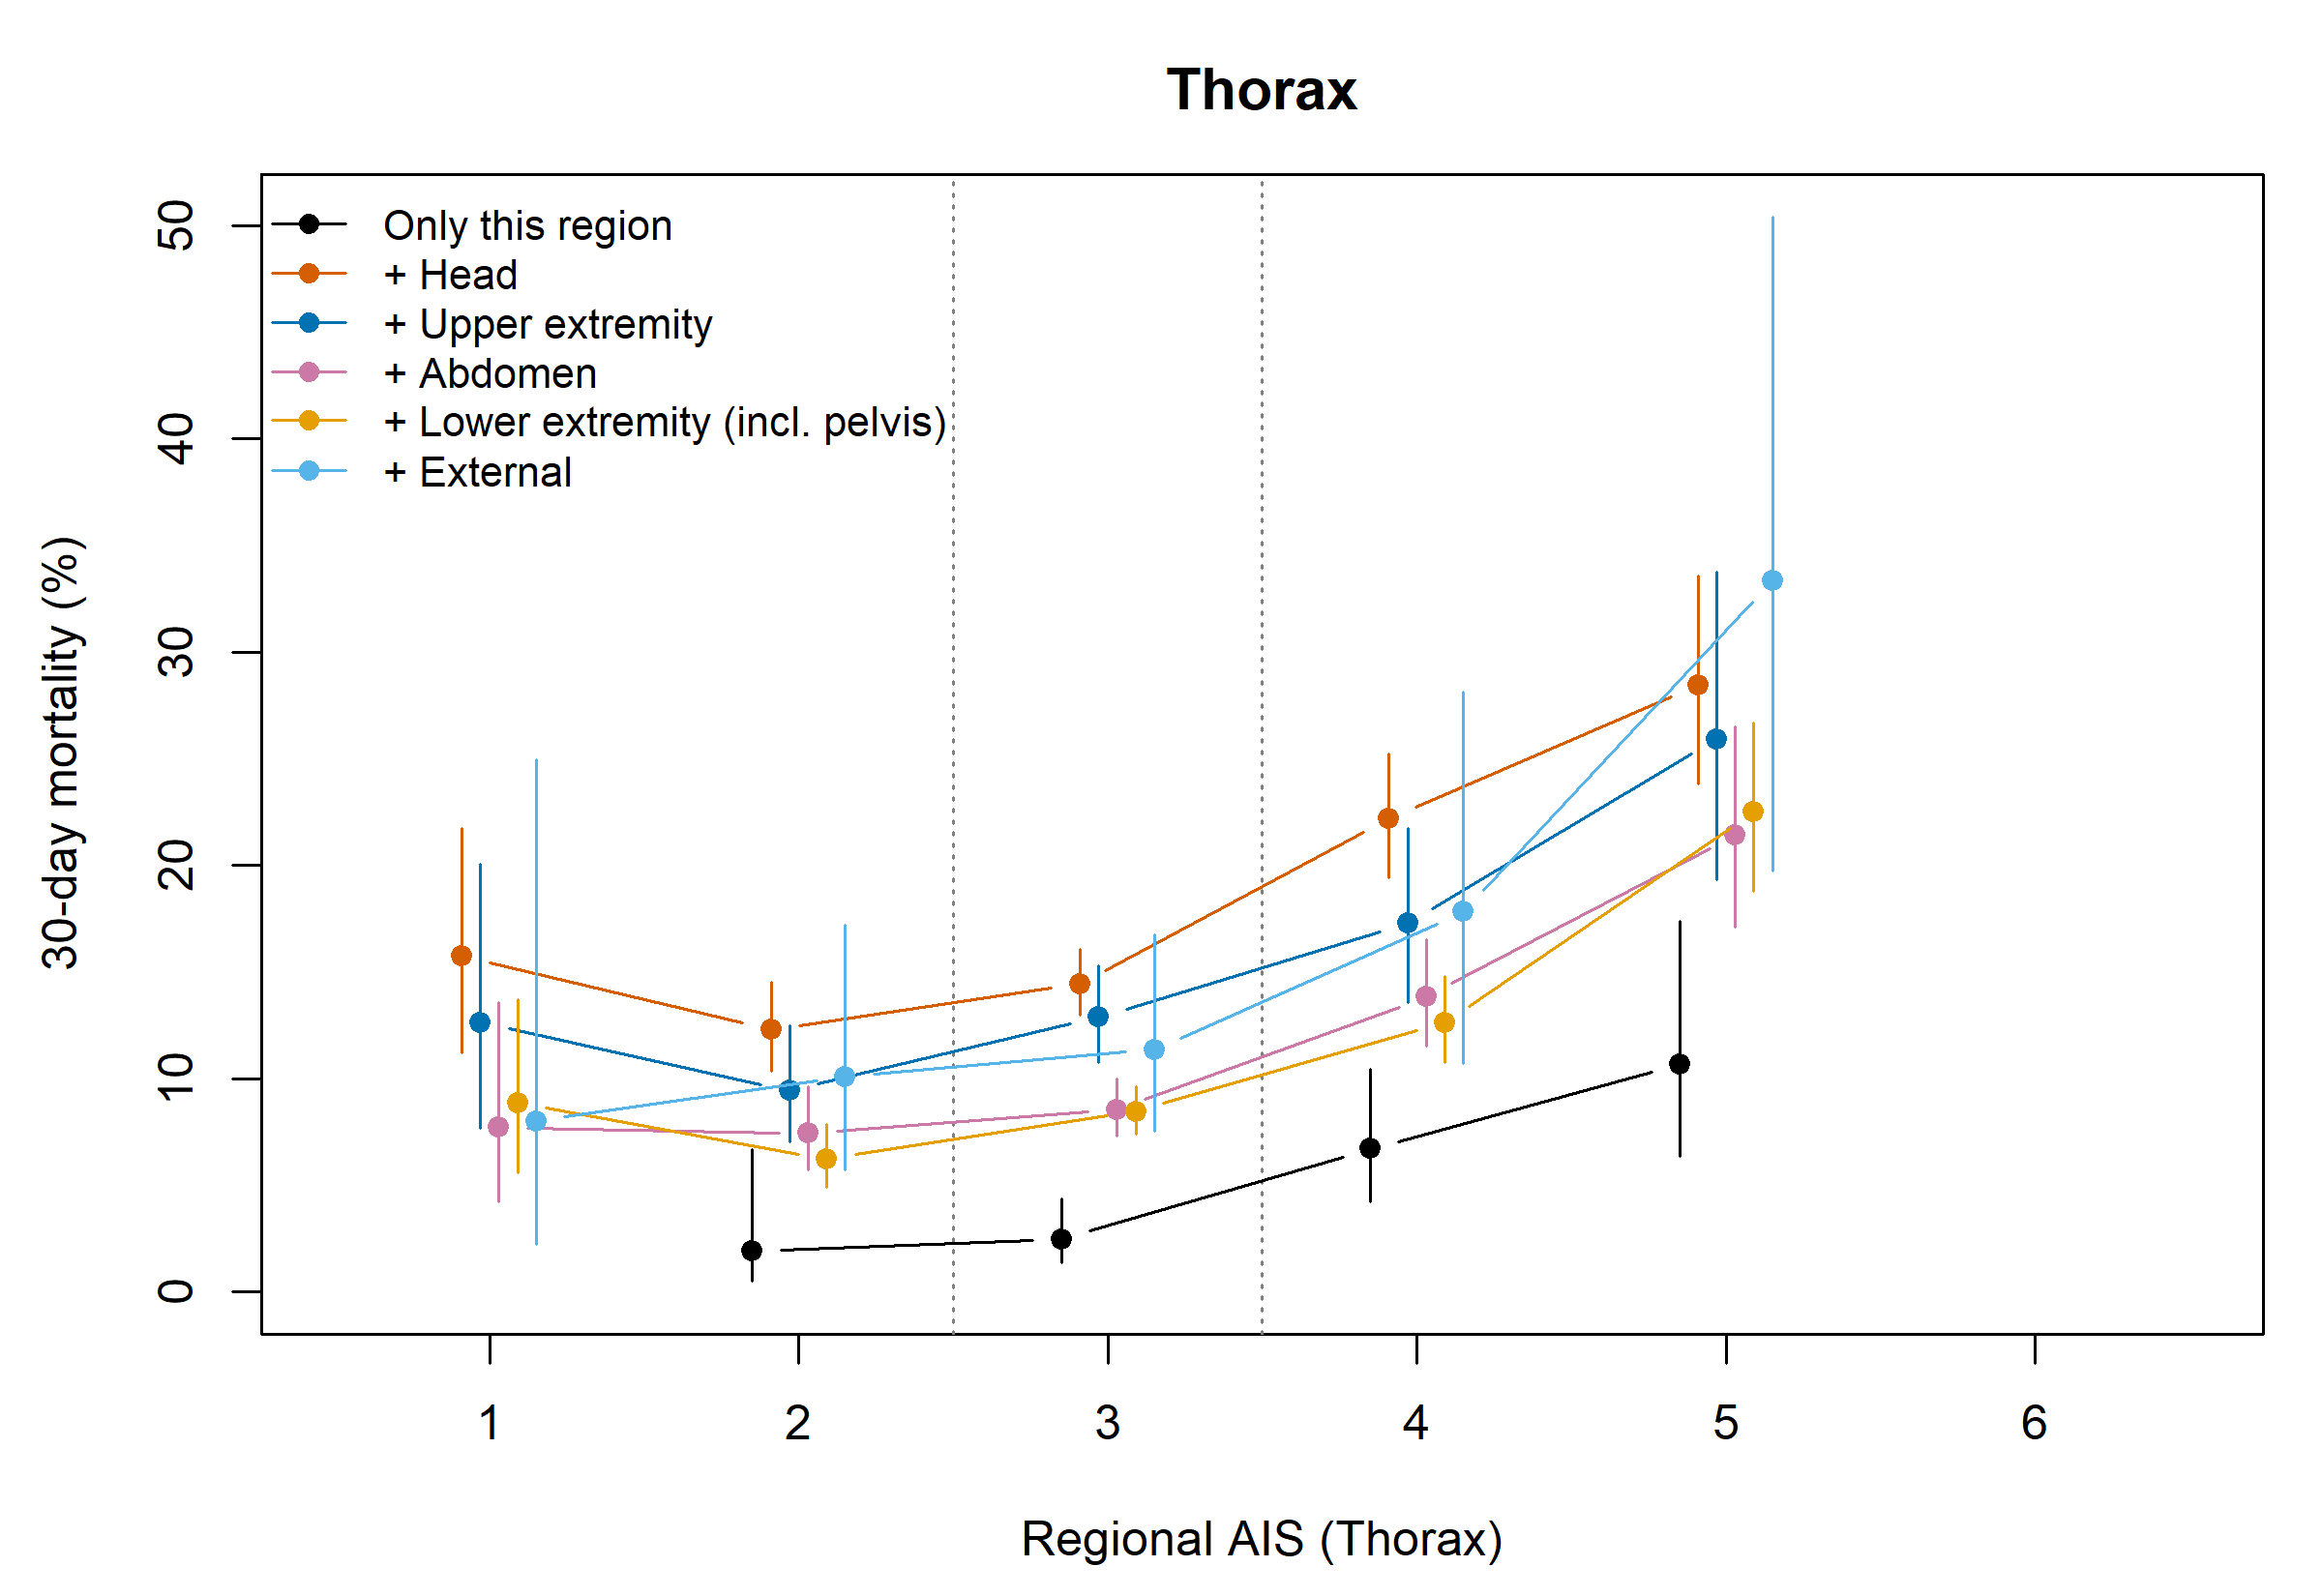 Thorax
50
40
30
20
10
0
30-day mortality (%)
Only this region
+ Head
+ Upper extremity
+ Abdomen
+ Lower extremity (incl. pelvis)
+ External
1 2 3 4 5 6
Regional AIS (Thorax)